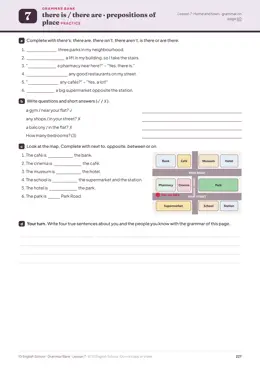 7
GRAMMAR BANK
there is / there are · prepositions of
place PRACTICE
a Complete with there's, there are, there isn't, there aren't, is there or are there.
1. ____________ three parks in my neighbourhood.
2. ____________ a lift in my building, so I take the stairs.
3. "____________ a pharmacy near here?" – "Yes, there is."
4. ____________ any good restaurants on my street.
5. "____________ any cafés?" – "Yes, a lot."
6. ____________ a big supermarket opposite the station.
b Write questions and short answers (✓ / ✗).
a gym / near your flat? ✓
any shops / in your street? ✗
a balcony / in the flat? ✗
How many bedrooms? (3)
c Look at the map. Complete with next to, opposite, between or on.
1. The café is ________ the bank.
2. The cinema is ________ the café.
3. The museum is ________ the hotel.
4. The school is ________ the supermarket and the station.
5. The hotel is ________ the park.
6. The park is ________ Park Road.
Bank Café Museum Hotel
Pharmacy Cinema Park
Supermarket School Station
d Your turn. Write four true sentences about you and the people you know with the grammar of this page.